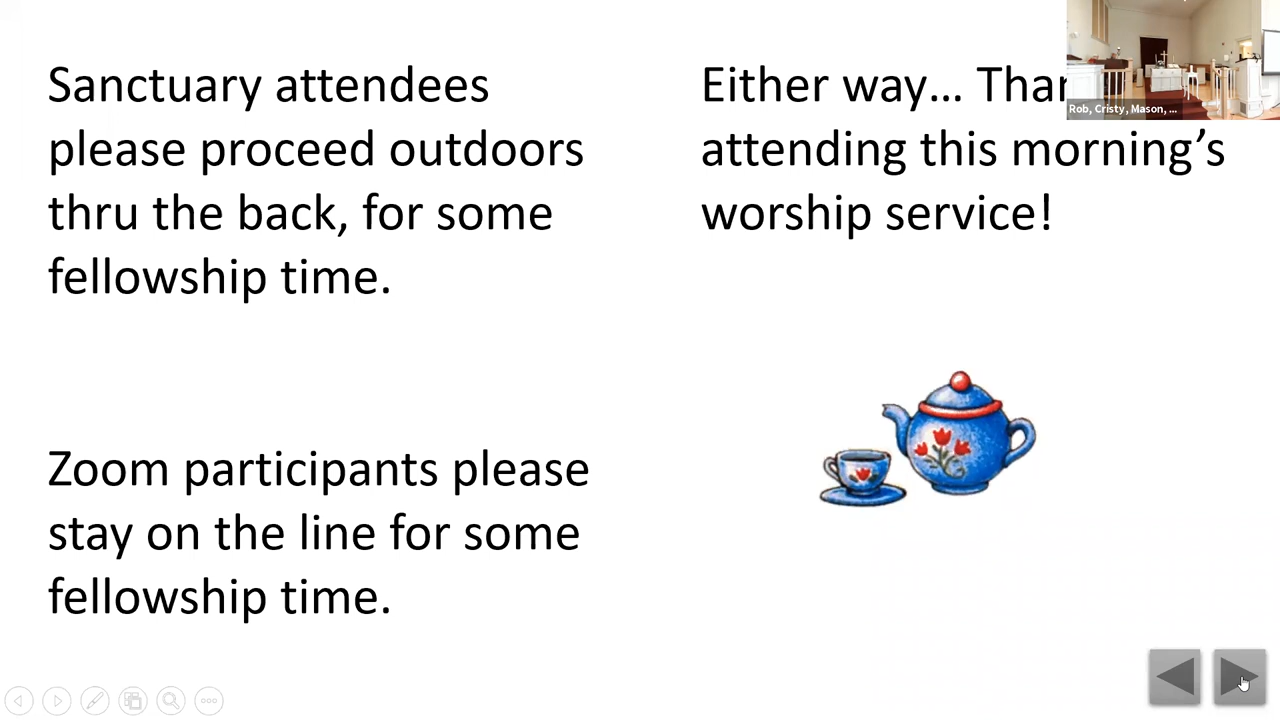 Sanctuary attendees
please proceed outdoors
thru the back, for some
fellowship time.
Zoom participants please
stay on the line for some
fellowship time.
Either way…
attending this morning’s
worship service!
Rob, Cristy, Mason, ...